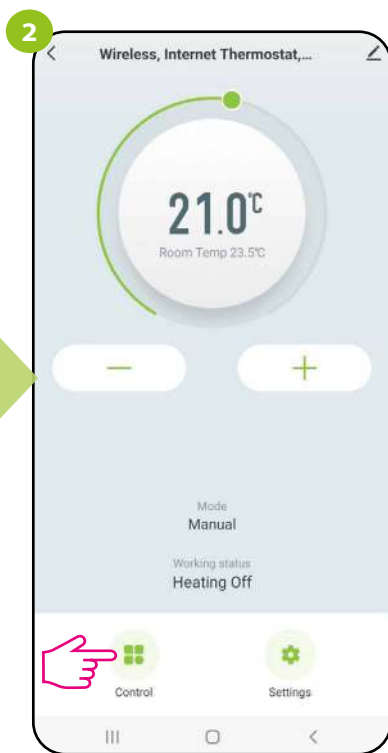 2
Wireless, Internet Thermostat,...
21.0°C
Room Temp 23.5°C
Mode
Manual
Working status
Heating Off
Control
Settings